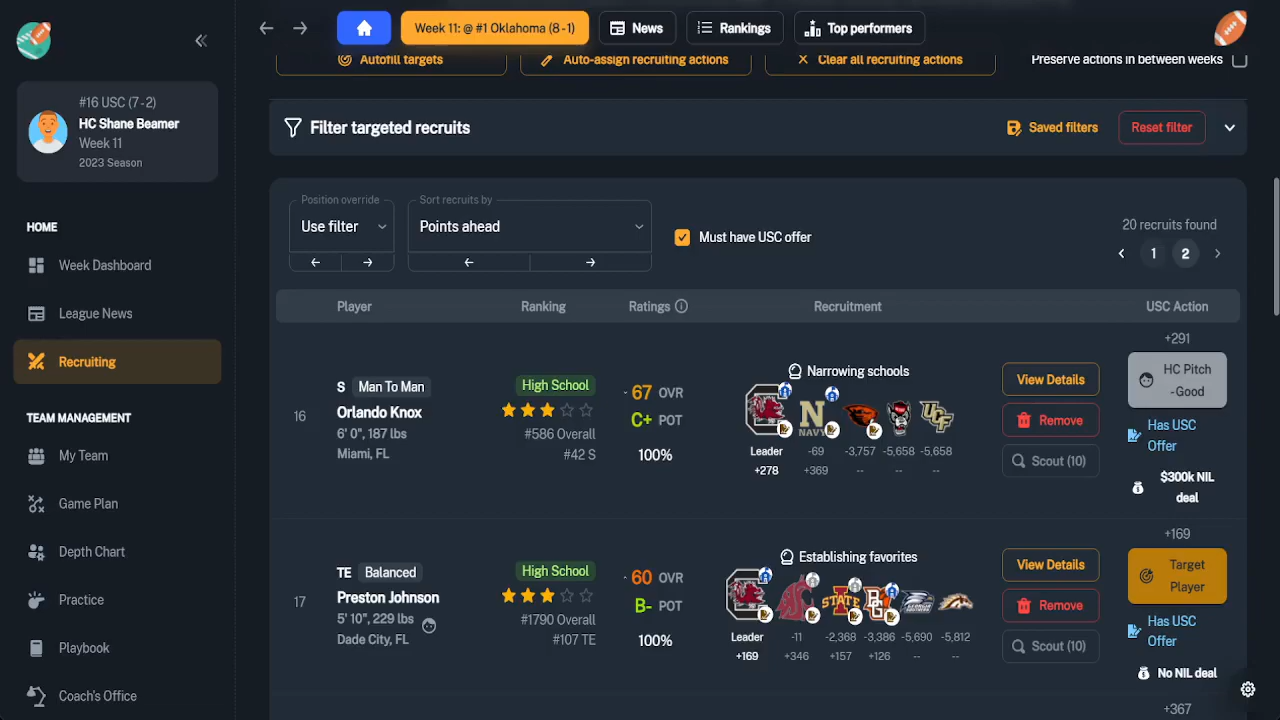 Week 11: @ #1 Oklahoma (8-1)
News
Rankings
Top performers
Autofill targets
Auto-assign recruiting actions
Clear all recruiting actions
Preserve actions in between weeks
#16 USC (7-2)
HC Shane Beamer
Week 11
2023 Season
HOME
Week Dashboard
League News
Recruiting
TEAM MANAGEMENT
My Team
Game Plan
Depth Chart
Practice
Playbook
Coach's Office
Filter targeted recruits
Saved filters
Reset filter
Position override
Use filter
Sort recruits by
Points ahead
Must have USC offer
20 recruits found
1
2
Player
Ranking
Ratings
Recruitment
USC Action
16
S
Man To Man
Orlando Knox
6' 0", 187 lbs
Miami, FL
High School
#586 Overall
#42 S
- 67 OVR
C+ POT
100%
Narrowing schools
NAVY
UCF
Leader
-69
-3,757
-5,658
-5,658
+278
+369
--
--
--
View Details
Remove
Scout (10)
+291
HC Pitch
-Good
Has USC
Offer
$300k NIL
deal
17
TE
Balanced
Preston Johnson
5' 10", 229 lbs
Dade City, FL
High School
#1790 Overall
#107 TE
60 OVR
B- POT
100%
Establishing favorites
STATE
Leader
-11
-2,368
-3,386
-5,690
-5,812
+169
+346
+157
+126
--
--
View Details
Remove
Scout (10)
+169
Target
Player
Has USC
Offer
No NIL deal
+367